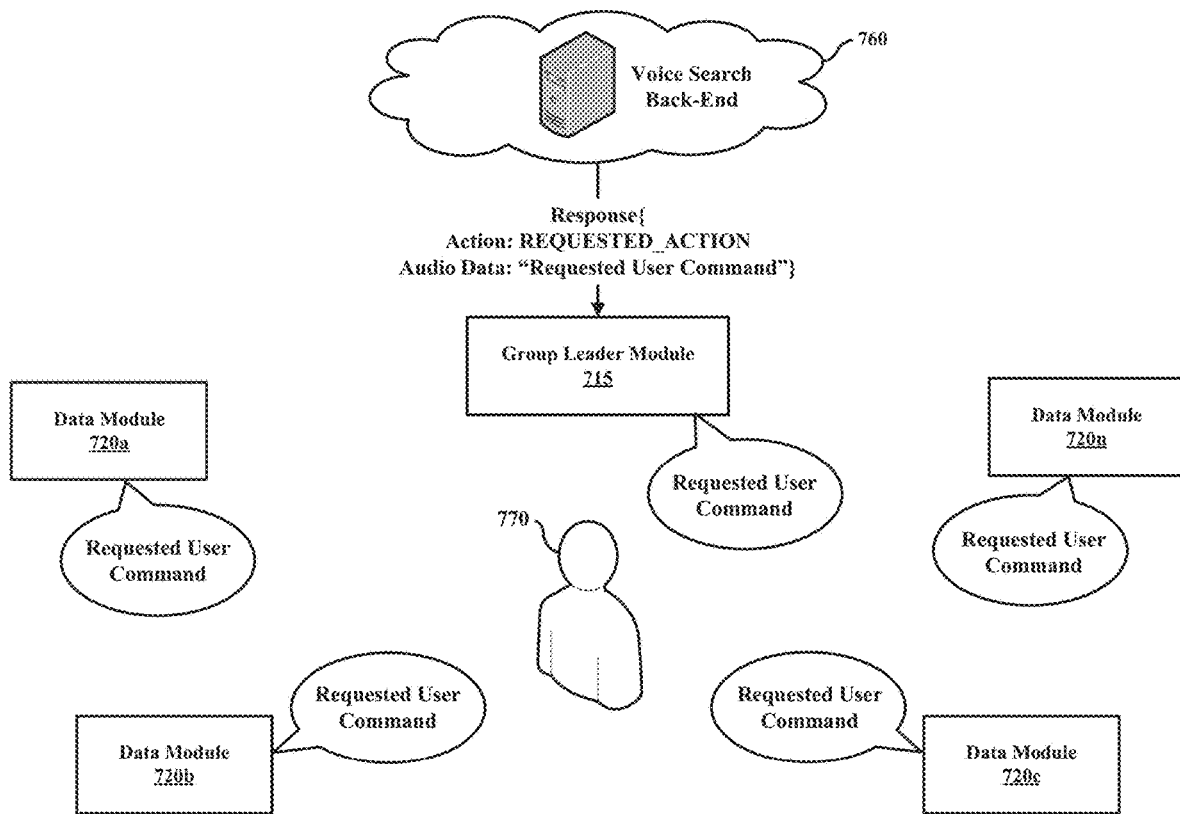 760
Voice Search
Back-End
Response{
Action: REQUESTED_ACTION
Audio Data: “Requested User Command”}
Group Leader Module
715
Data Module
720a
Data Module
720n
Requested User
Command
770
Requested User
Command
Requested User
Command
Requested User
Command
Requested User
Command
Data Module
720b
Data Module
720c